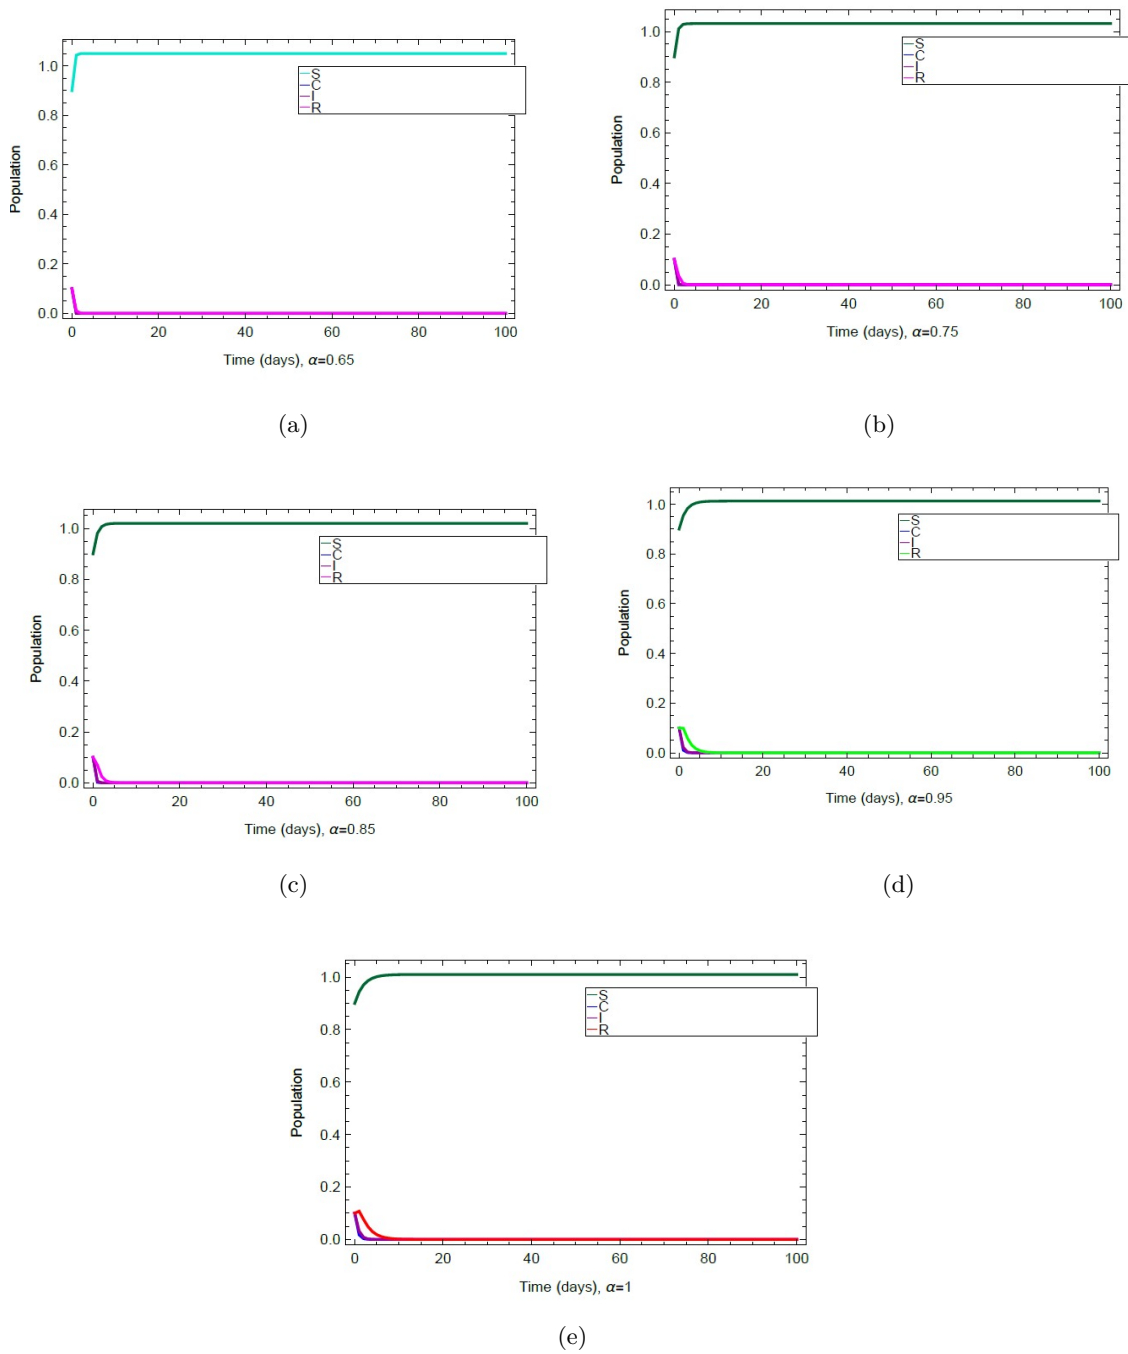 1.0
0.8
0.6
0.4
0.2
0.0
Population
S
C
I
R
0 20 40 60 80 100
Time (days), α=0.65
(a)
1.0
0.8
0.6
0.4
0.2
0.0
Population
S
C
I
R
0 20 40 60 80 100
Time (days), α=0.75
(b)
1.0
0.8
0.6
0.4
0.2
0.0
Population
S
C
I
R
0 20 40 60 80 100
Time (days), α=0.85
(c)
1.0
0.8
0.6
0.4
0.2
0.0
Population
S
C
I
R
0 20 40 60 80 100
Time (days), α=0.95
(d)
1.0
0.8
0.6
0.4
0.2
0.0
Population
S
C
I
R
0 20 40 60 80 100
Time (days), α=1
(e)